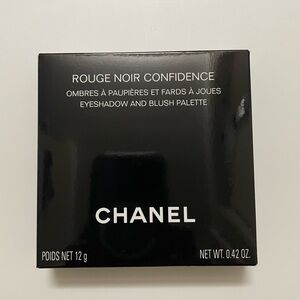 ROUGE NOIR CONFIDENCE
OMBRES À PAUPIÈRES ET FARDS À JOUES
EYESHADOW AND BLUSH PALETTE
CHANEL
POIDS NET 12 g NET WT. 0.42 OZ.